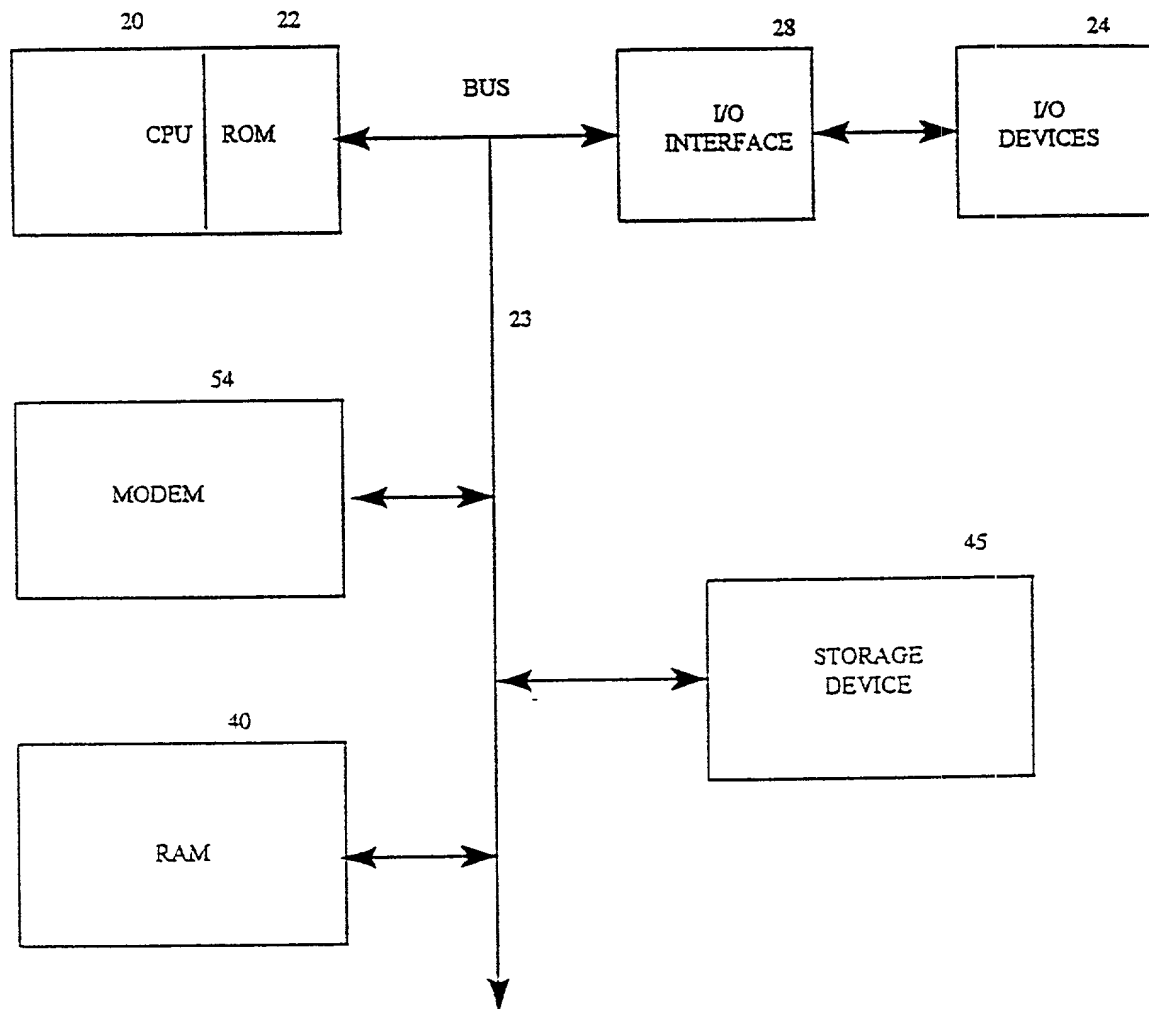 20
22
28
24
BUS
CPU
ROM
I/O
INTERFACE
I/O
DEVICES
23
54
MODEM
45
STORAGE
DEVICE
40
RAM